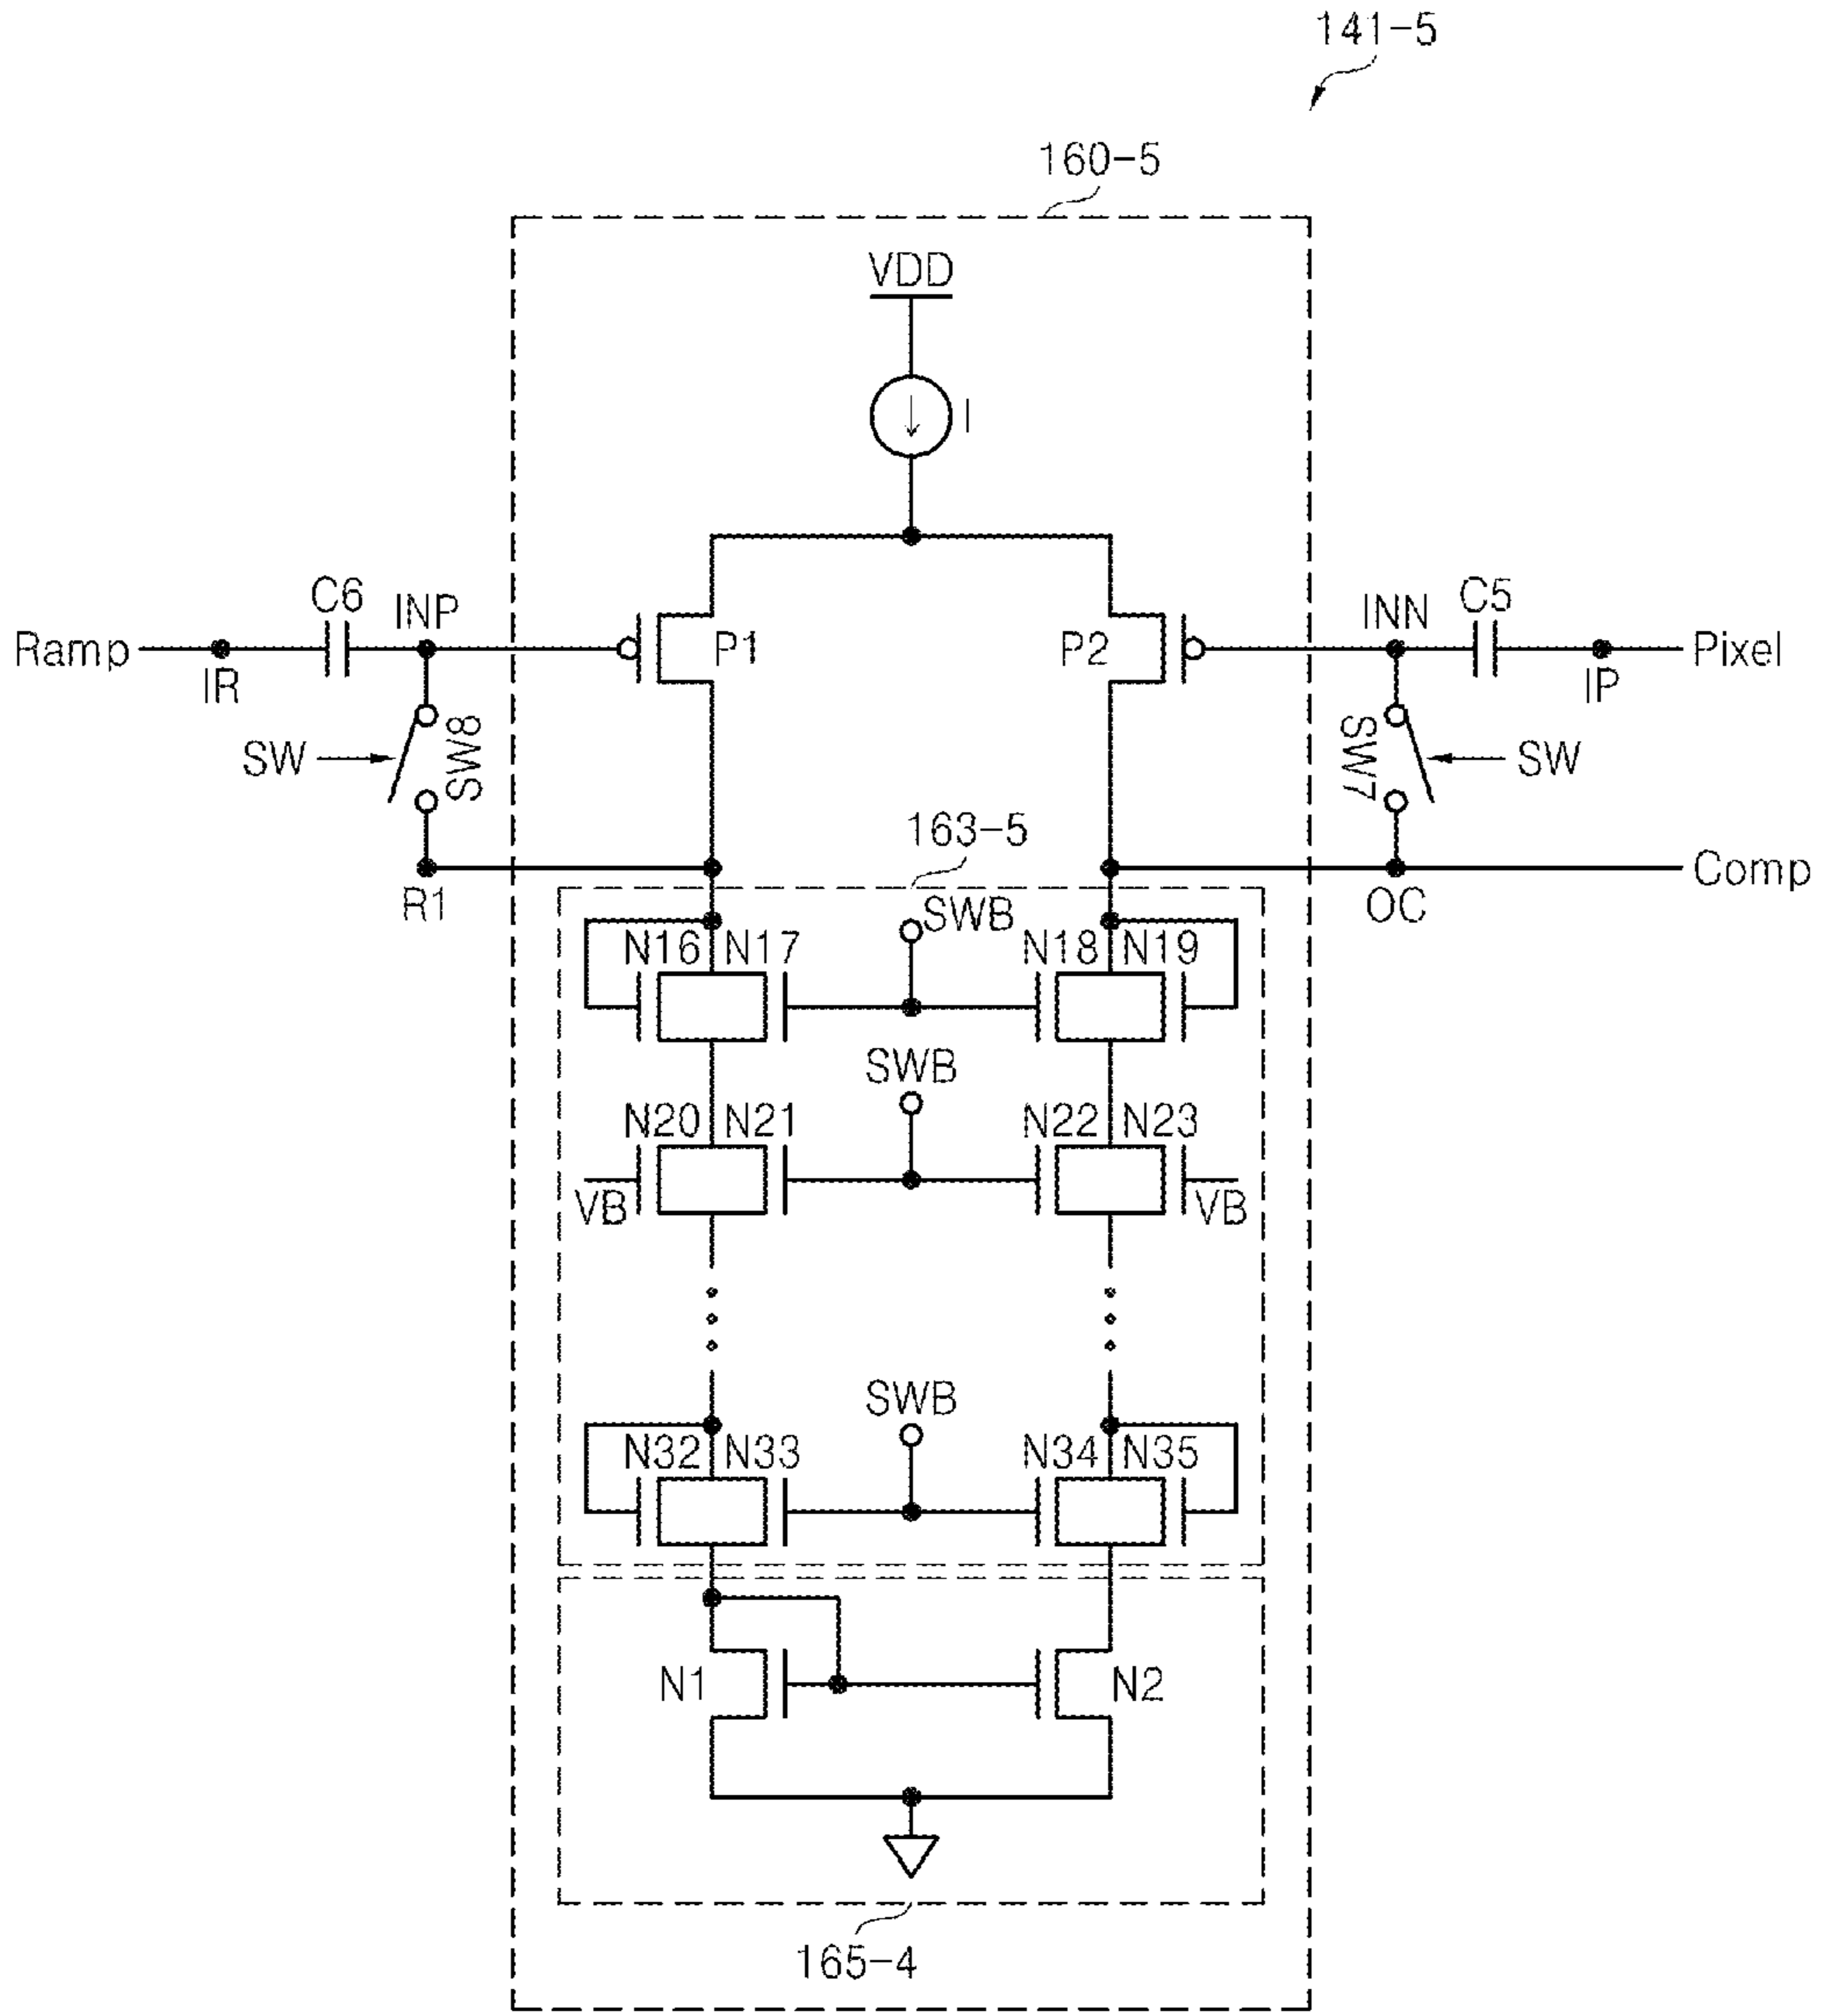 141-5
160-5
VDD
I
C6
INP
INN
C5
Ramp
P1
P2
Pixel
IR
IP
SW
SW8
SW7
SW
163-5
R1
OC
Comp
SWB
N16
N17
N18
N19
SWB
N20
N21
N22
N23
VB
VB
SWB
N32
N33
N34
N35
N1
N2
165-4